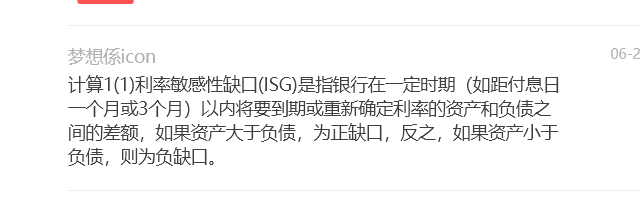 梦想係icon
06-2
计算1(1)利率敏感性缺口(ISG)是指银行在一定时期（如距付息日
一个月或3个月）以内将要到期或重新确定利率的资产和负债之
间的差额，如果资产大于负债，为正缺口，反之，如果资产小于
负债，则为负缺口。